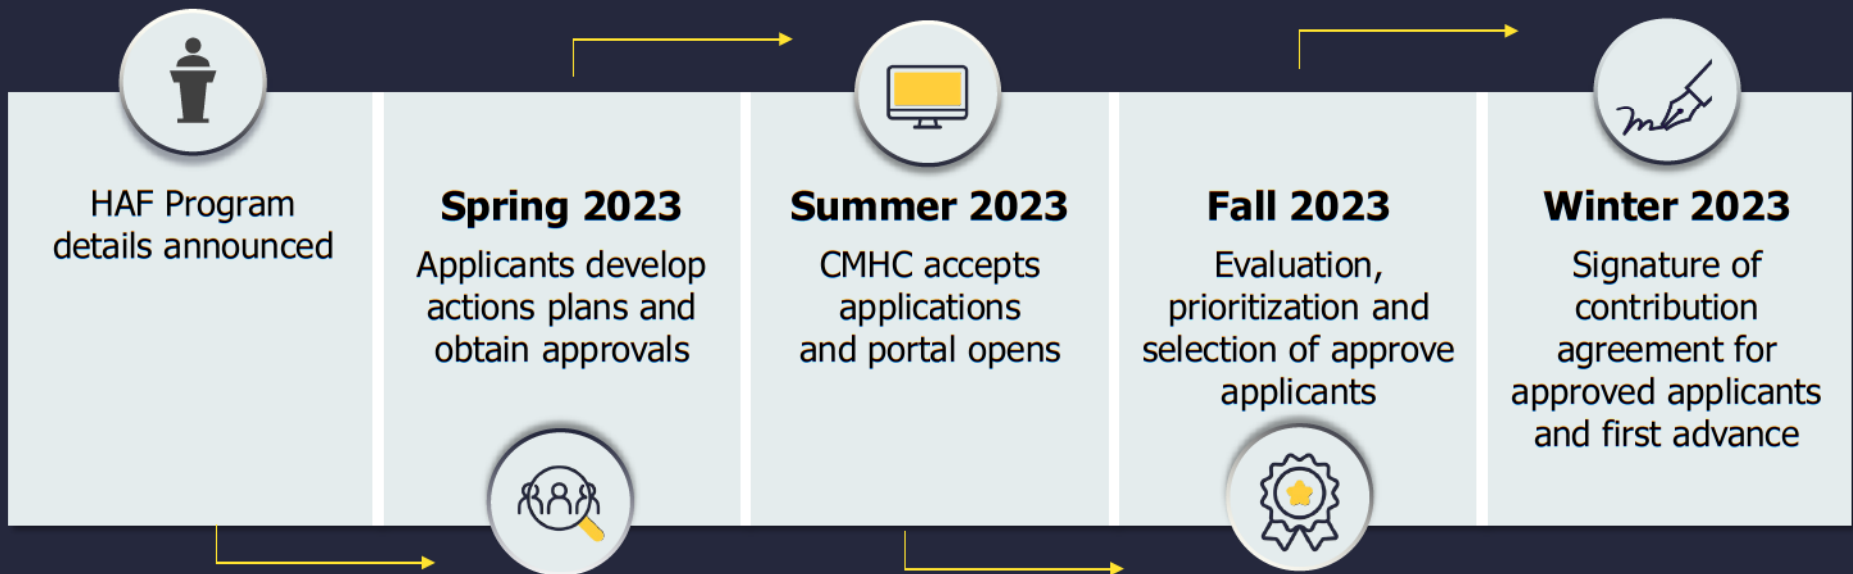 HAF Program
details announced
Spring 2023
Applicants develop
actions plans and
obtain approvals
Summer 2023
CMHC accepts
applications
and portal opens
Fall 2023
Evaluation,
prioritization and
selection of approve
applicants
Winter 2023
Signature of
contribution
agreement for
approved applicants
and first advance